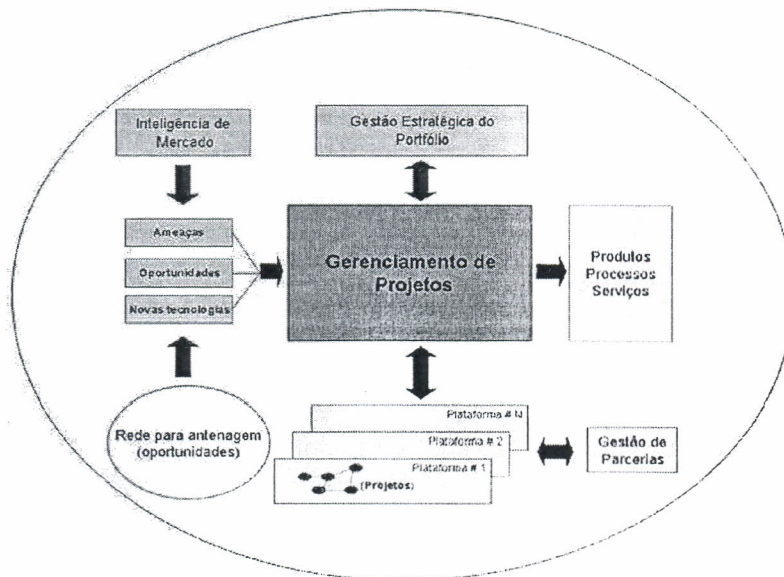 Inteligência de
Mercado
Gestão Estratégica do
Portfólio
Ameaças
Oportunidades
Novas tecnologias
Gerenciamento de
Projetos
Produtos
Processos
Serviços
Rede para antenagem
(oportunidades)
Plataforma # N
Plataforma # 2
Plataforma # 1
(Projetos)
Gestão de
Parcerias